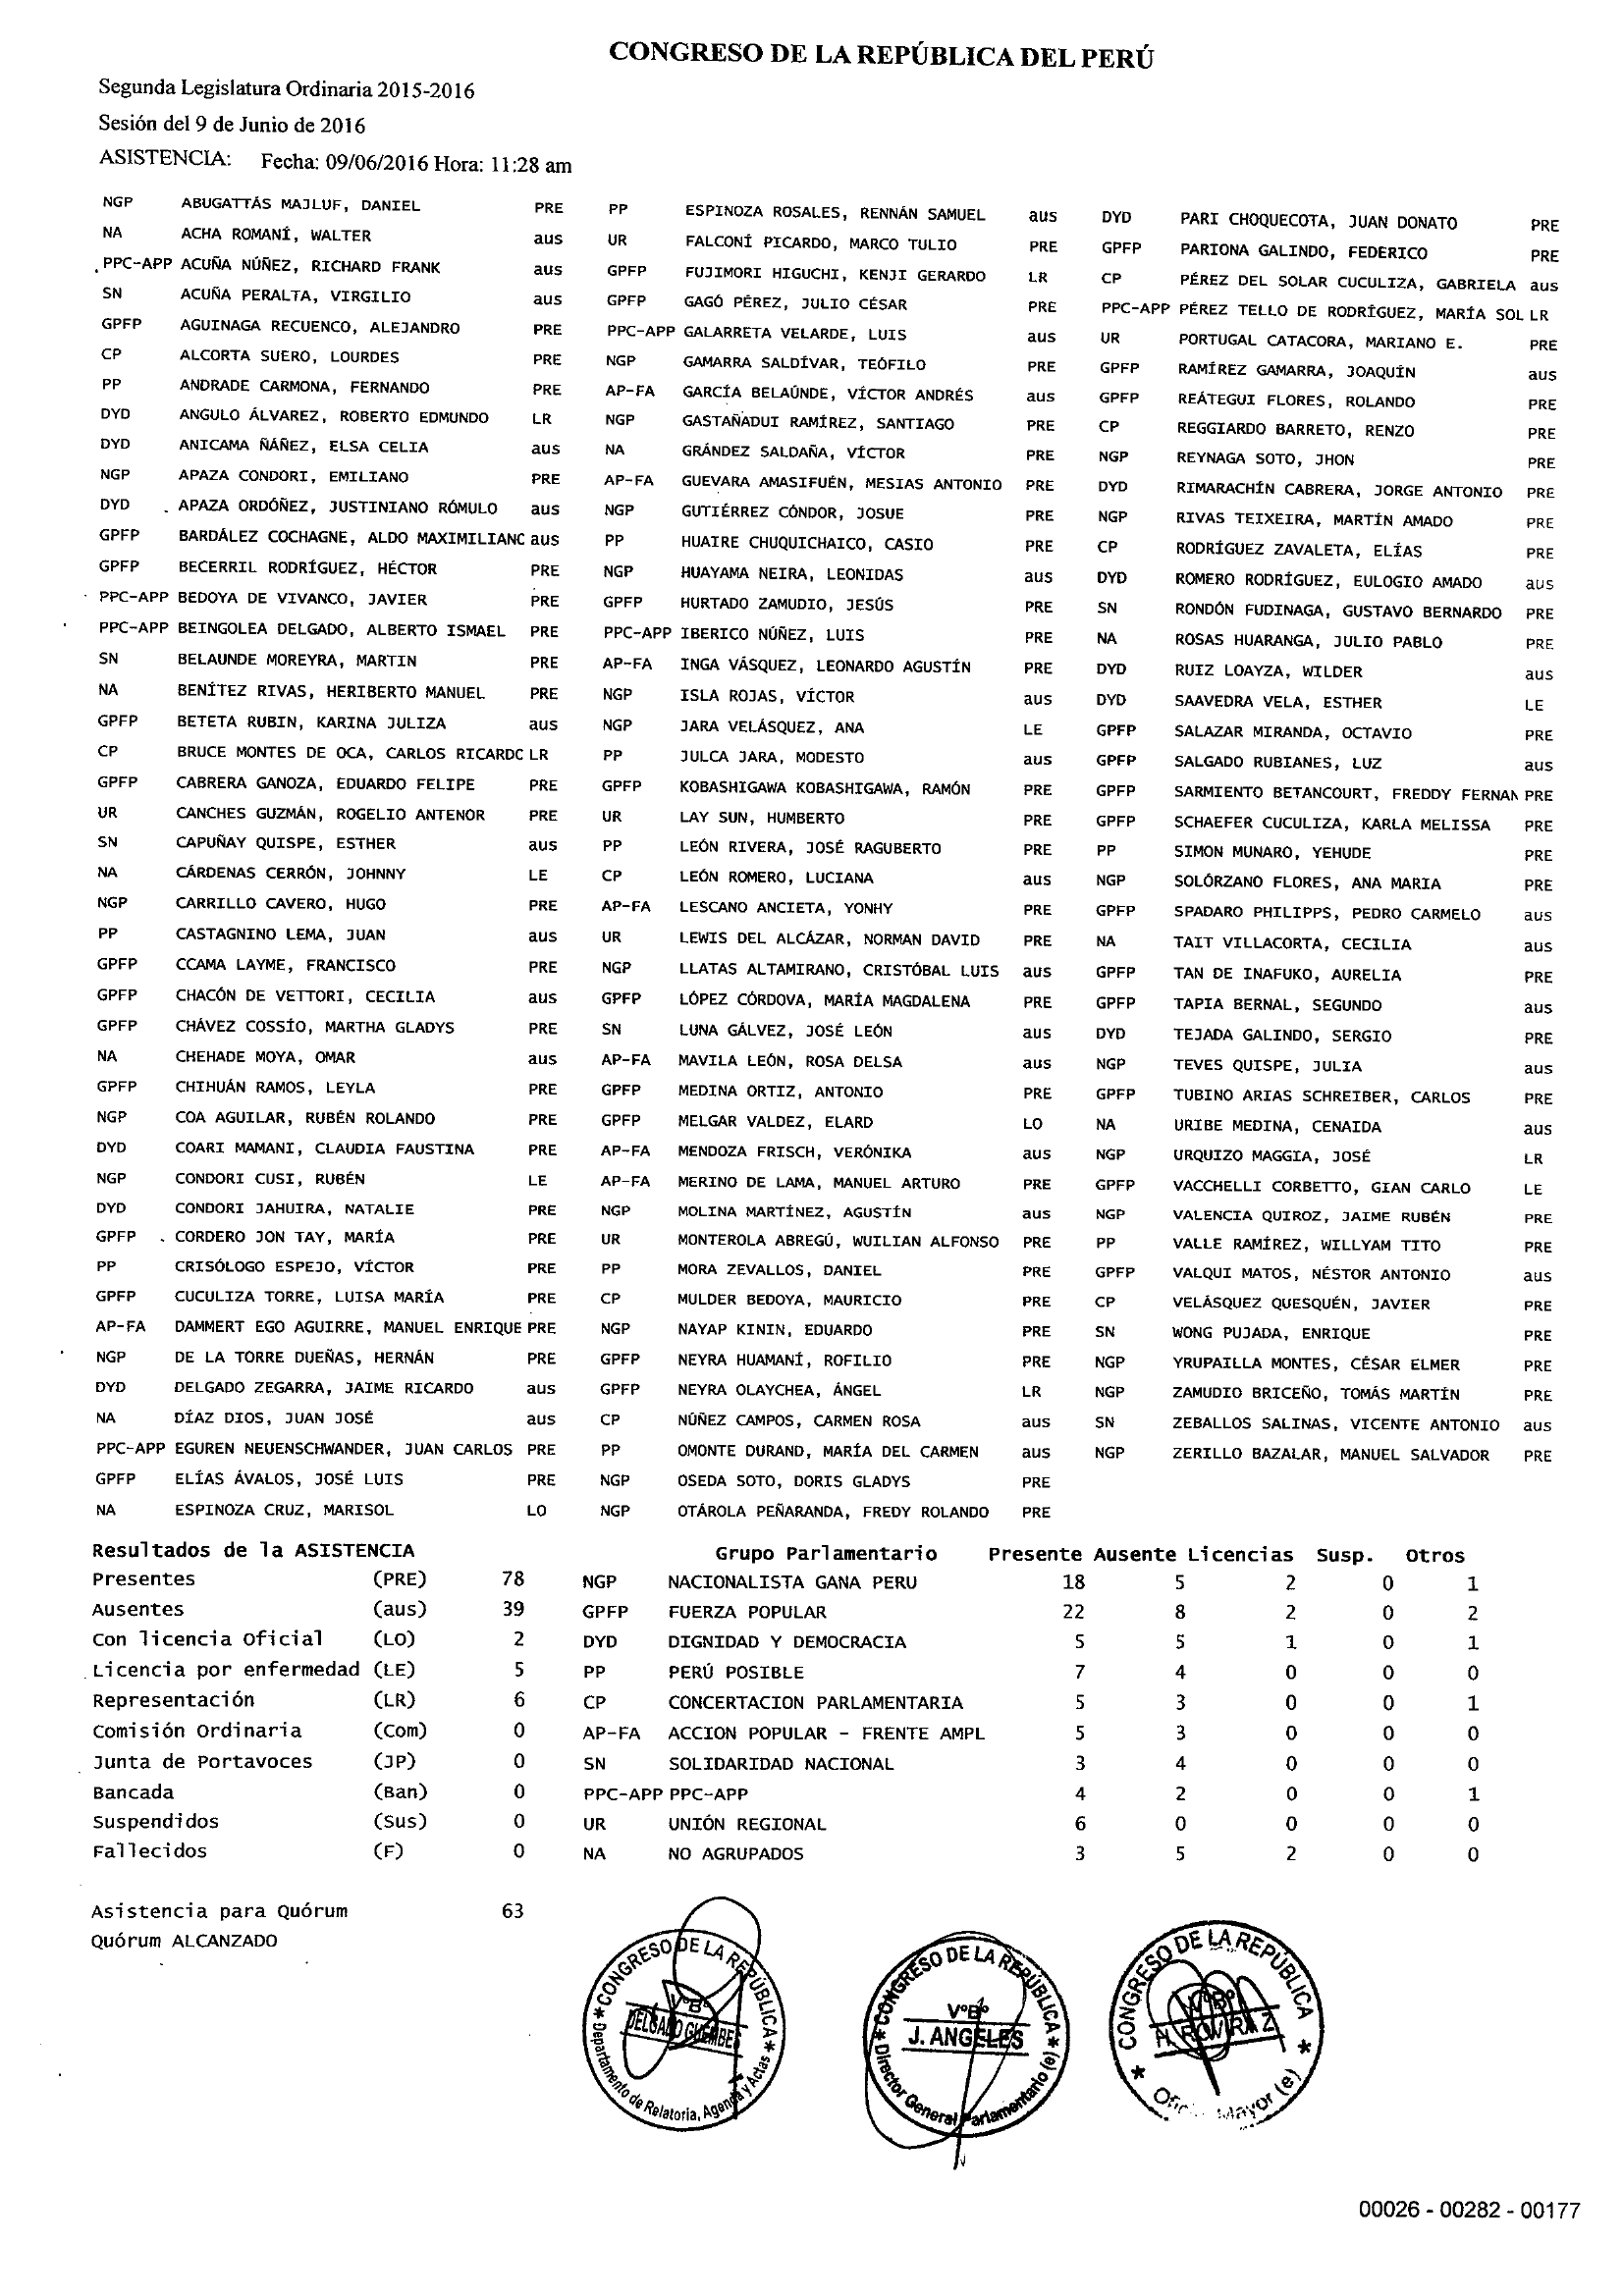 CONGRESO DE LA REPÚBLICA DEL PERÚ
Segunda Legislatura Ordinaria 2015-2016
Sesión del 9 de Junio de 2016
ASISTENCIA: Fecha: 09/06/2016 Hora: 11:28 am
NGP ABUGATTÁS MAJLUF, DANIEL PRE
NA ACHA ROMANÍ, WALTER aus
PPC-APP ACUÑA NÚÑEZ, RICHARD FRANK aus
SN ACUÑA PERALTA, VIRGILIO aus
GPFP AGUINAGA RECUENCO, ALEJANDRO PRE
CP ALCORTA SUERO, LOURDES PRE
PP ANDRADE CARMONA, FERNANDO PRE
DYD ANGULO ÁLVAREZ, ROBERTO EDMUNDO LR
DYD ANICAMA ÑÁÑEZ, ELSA CELIA aus
NGP APAZA CONDORI, EMILIANO PRE
DYD APAZA ORDÓÑEZ, JUSTINIANO RÓMULO aus
GPFP BARDÁLEZ COCHAGNE, ALDO MAXIMILIANO aus
GPFP BECERRIL RODRÍGUEZ, HÉCTOR PRE
PPC-APP BEDOYA DE VIVANCO, JAVIER PRE
PPC-APP BEINGOLEA DELGADO, ALBERTO ISMAEL PRE
SN BELAUNDE MOREYRA, MARTIN PRE
NA BENÍTEZ RIVAS, HERIBERTO MANUEL PRE
GPFP BETETA RUBIN, KARINA JULIZA aus
CP BRUCE MONTES DE OCA, CARLOS RICARDO LR
GPFP CABRERA GANOZA, EDUARDO FELIPE PRE
UR CANCHES GUZMÁN, ROGELIO ANTENOR PRE
SN CAPUÑAY QUISPE, ESTHER aus
NA CÁRDENAS CERRÓN, JOHNNY LE
NGP CARRILLO CAVERO, HUGO PRE
PP CASTAGNINO LEMA, JUAN aus
GPFP CCAMA LAYME, FRANCISCO PRE
GPFP CHACÓN DE VETTORI, CECILIA aus
GPFP CHÁVEZ COSSÍO, MARTHA GLADYS PRE
NA CHEHADE MOYA, OMAR aus
GPFP CHIHUÁN RAMOS, LEYLA PRE
NGP COA AGUILAR, RUBÉN ROLANDO PRE
DYD COARI MAMANI, CLAUDIA FAUSTINA PRE
NGP CONDORI CUSI, RUBÉN LE
DYD CONDORI JAHUIRA, NATALIE PRE
GPFP CORDERO JON TAY, MARÍA PRE
PP CRISÓLOGO ESPEJO, VÍCTOR PRE
GPFP CUCULIZA TORRE, LUISA MARÍA PRE
AP-FA DAMMERT EGO AGUIRRE, MANUEL ENRIQUE PRE
NGP DE LA TORRE DUEÑAS, HERNÁN PRE
DYD DELGADO ZEGARRA, JAIME RICARDO aus
NA DÍAZ DIOS, JUAN JOSÉ aus
PPC-APP EGUREN NEUENSCHWANDER, JUAN CARLOS PRE
GPFP ELÍAS ÁVALOS, JOSÉ LUIS PRE
NA ESPINOZA CRUZ, MARISOL LO
PP ESPINOZA ROSALES, RENNÁN SAMUEL aus
UR FALCONÍ PICARDO, MARCO TULIO PRE
GPFP FUJIMORI HIGUCHI, KENJI GERARDO LR
GPFP GAGÓ PÉREZ, JULIO CÉSAR PRE
PPC-APP GALARRETA VELARDE, LUIS aus
NGP GAMARRA SALDÍVAR, TEÓFILO PRE
AP-FA GARCÍA BELAÚNDE, VÍCTOR ANDRÉS aus
NGP GASTAÑADUI RAMÍREZ, SANTIAGO PRE
NA GRÁNDEZ SALDAÑA, VÍCTOR PRE
AP-FA GUEVARA AMASIFUÉN, MESIAS ANTONIO PRE
NGP GUTIÉRREZ CÓNDOR, JOSUE PRE
PP HUAIRE CHUQUICHAICO, CASIO PRE
NGP HUAYAMA NEIRA, LEONIDAS aus
GPFP HURTADO ZAMUDIO, JESÚS PRE
PPC-APP IBERICO NÚÑEZ, LUIS PRE
AP-FA INGA VÁSQUEZ, LEONARDO AGUSTÍN PRE
NGP ISLA ROJAS, VÍCTOR aus
NGP JARA VELÁSQUEZ, ANA LE
PP JULCA JARA, MODESTO aus
GPFP KOBASHIGAWA KOBASHIGAWA, RAMÓN PRE
UR LAY SUN, HUMBERTO PRE
PP LEÓN RIVERA, JOSÉ RAGUBERTO PRE
CP LEÓN ROMERO, LUCIANA aus
AP-FA LESCANO ANCIETA, YONHY PRE
UR LEWIS DEL ALCÁZAR, NORMAN DAVID PRE
NGP LLATAS ALTAMIRANO, CRISTÓBAL LUIS aus
GPFP LÓPEZ CÓRDOVA, MARÍA MAGDALENA PRE
SN LUNA GÁLVEZ, JOSÉ LEÓN aus
AP-FA MAVILA LEÓN, ROSA DELSA aus
GPFP MEDINA ORTIZ, ANTONIO PRE
GPFP MELGAR VALDEZ, ELARD LO
AP-FA MENDOZA FRISCH, VERÓNIKA aus
AP-FA MERINO DE LAMA, MANUEL ARTURO PRE
NGP MOLINA MARTÍNEZ, AGUSTÍN aus
UR MONTEROLA ABREGÚ, WUILIAN ALFONSO PRE
PP MORA ZEVALLOS, DANIEL PRE
CP MULDER BEDOYA, MAURICIO PRE
NGP NAYAP KININ, EDUARDO PRE
GPFP NEYRA HUAMANÍ, ROFILIO PRE
GPFP NEYRA OLAYCHEA, ÁNGEL LR
CP NÚÑEZ CAMPOS, CARMEN ROSA aus
PP OMONTE DURAND, MARÍA DEL CARMEN aus
NGP OSEDA SOTO, DORIS GLADYS PRE
NGP OTÁROLA PEÑARANDA, FREDY ROLANDO PRE
DYD PARI CHOQUECOTA, JUAN DONATO PRE
GPFP PARIONA GALINDO, FEDERICO PRE
CP PÉREZ DEL SOLAR CUCULIZA, GABRIELA aus
PPC-APP PÉREZ TELLO DE RODRÍGUEZ, MARÍA SOL LR
UR PORTUGAL CATACORA, MARIANO E. PRE
GPFP RAMÍREZ GAMARRA, JOAQUÍN aus
GPFP REÁTEGUI FLORES, ROLANDO PRE
CP REGGIARDO BARRETO, RENZO PRE
NGP REYNAGA SOTO, JHON PRE
DYD RIMARACHÍN CABRERA, JORGE ANTONIO PRE
NGP RIVAS TEIXEIRA, MARTÍN AMADO PRE
CP RODRÍGUEZ ZAVALETA, ELÍAS PRE
DYD ROMERO RODRÍGUEZ, EULOGIO AMADO aus
SN RONDÓN FUDINAGA, GUSTAVO BERNARDO PRE
NA ROSAS HUARANGA, JULIO PABLO PRE
DYD RUIZ LOAYZA, WILDER aus
DYD SAAVEDRA VELA, ESTHER LE
GPFP SALAZAR MIRANDA, OCTAVIO PRE
GPFP SALGADO RUBIANES, LUZ aus
GPFP SARMIENTO BETANCOURT, FREDDY FERNAN PRE
GPFP SCHAEFER CUCULIZA, KARLA MELISSA PRE
PP SIMON MUNARO, YEHUDE PRE
NGP SOLÓRZANO FLORES, ANA MARIA PRE
GPFP SPADARO PHILIPPS, PEDRO CARMELO aus
NA TAIT VILLACORTA, CECILIA aus
GPFP TAN DE INAFUKO, AURELIA PRE
GPFP TAPIA BERNAL, SEGUNDO aus
DYD TEJADA GALINDO, SERGIO PRE
NGP TEVES QUISPE, JULIA aus
GPFP TUBINO ARIAS SCHREIBER, CARLOS PRE
NA URIBE MEDINA, CENAIDA aus
NGP URQUIZO MAGGIA, JOSÉ LR
GPFP VACCHELLI CORBETTO, GIAN CARLO LE
NGP VALENCIA QUIROZ, JAIME RUBÉN PRE
PP VALLE RAMÍREZ, WILLYAM TITO PRE
GPFP VALQUI MATOS, NÉSTOR ANTONIO aus
CP VELÁSQUEZ QUESQUÉN, JAVIER PRE
SN WONG PUJADA, ENRIQUE PRE
NGP YRUPAILLA MONTES, CÉSAR ELMER PRE
NGP ZAMUDIO BRICEÑO, TOMÁS MARTÍN PRE
SN ZEBALLOS SALINAS, VICENTE ANTONIO aus
NGP ZERILLO BAZALAR, MANUEL SALVADOR PRE
Resultados de la ASISTENCIA
Presentes (PRE) 78
Ausentes (aus) 39
Con licencia Oficial (LO) 2
Licencia por enfermedad (LE) 5
Representación (LR) 6
Comisión Ordinaria (Com) 0
Junta de Portavoces (JP) 0
Bancada (Ban) 0
Suspendidos (Sus) 0
Fallecidos (F) 0
Asistencia para Quórum 63
Quórum ALCANZADO
Grupo Parlamentario Presente Ausente Licencias Susp. Otros
NGP NACIONALISTA GANA PERU 18 5 2 0 1
GPFP FUERZA POPULAR 22 8 2 0 2
DYD DIGNIDAD Y DEMOCRACIA 5 5 1 0 1
PP PERÚ POSIBLE 7 4 0 0 0
CP CONCERTACION PARLAMENTARIA 5 3 0 0 1
AP-FA ACCION POPULAR - FRENTE AMPL 5 3 0 0 0
SN SOLIDARIDAD NACIONAL 3 4 0 0 0
PPC-APP PPC-APP 4 2 0 0 1
UR UNIÓN REGIONAL 6 0 0 0 0
NA NO AGRUPADOS 3 5 2 0 0
CONGRESO DE LA REPÚBLICA
VºBº
DELGADO GUEMBES
Departamento de Relatoria, Agenda y Actas
CONGRESO DE LA REPÚBLICA
VºBº
J. ANGELES
Director General Parlamentario (e)
CONGRESO DE LA REPÚBLICA
VºBº
Mayor (e)
00026 - 00282 - 00177